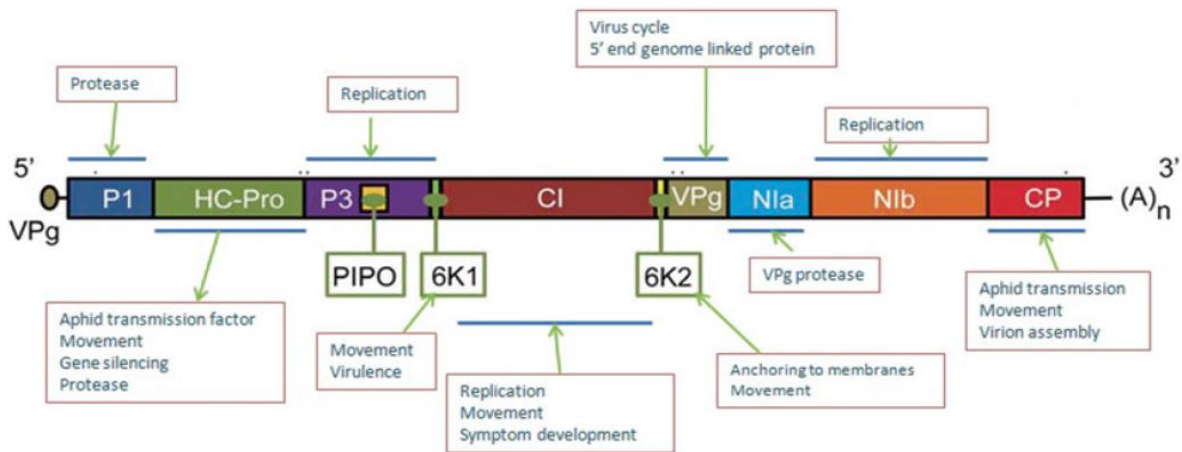 Virus cycle
5' end genome linked protein
Protease
Replication
Replication
5'
3'
P1
HC-Pro
P3
CI
VPg
NIa
NIb
CP
(A)n
VPg
PIPO
6K1
6K2
VPg protease
Aphid transmission factor
Movement
Gene silencing
Protease
Movement
Virulence
Replication
Movement
Symptom development
Anchoring to membranes
Movement
Aphid transmission
Movement
Virion assembly